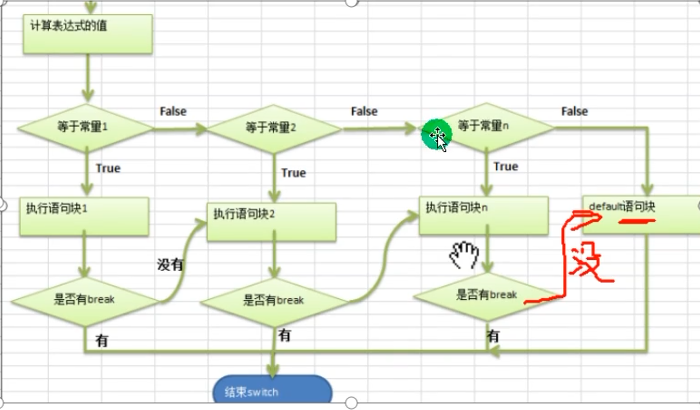 计算表达式的值
等于常量1
False
等于常量2
False
等于常量n
False
True
True
True
执行语句块1
执行语句块2
执行语句块n
default语句块
没有
没
是否有break
是否有break
是否有break
有
有
有
结束switch